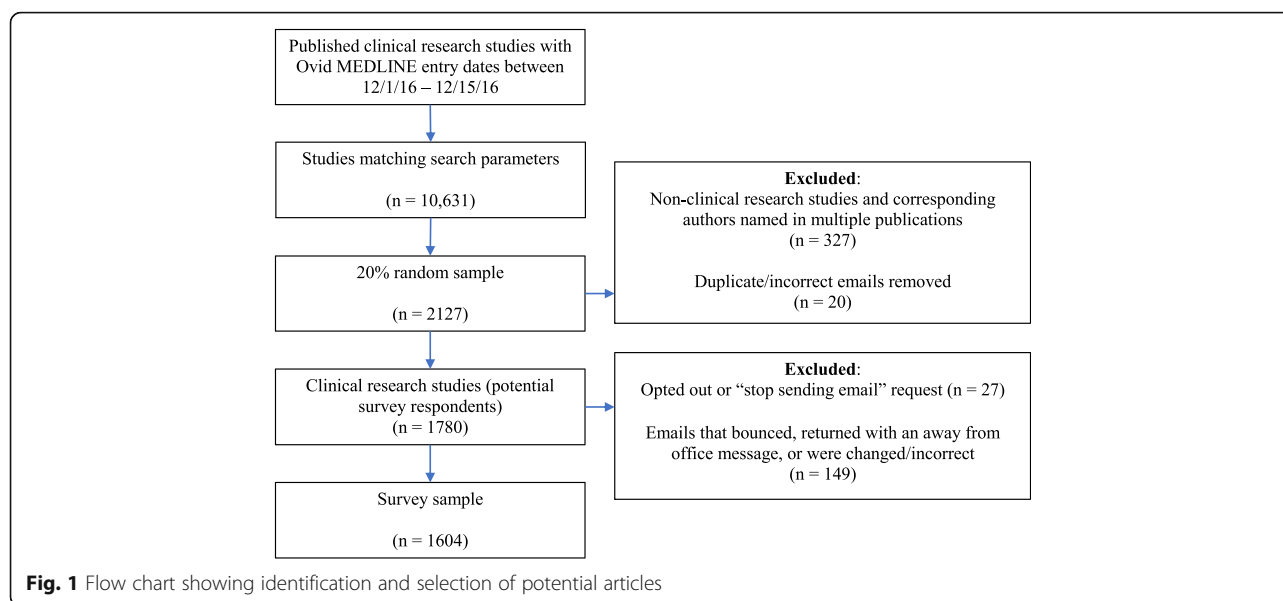 Published clinical research studies with
Ovid MEDLINE entry dates between
12/1/16 – 12/15/16
Studies matching search parameters
(n = 10,631)
Excluded:
Non-clinical research studies and corresponding
authors named in multiple publications
(n = 327)
Duplicate/incorrect emails removed
(n = 20)
20% random sample
(n = 2127)
Clinical research studies (potential
survey respondents)
(n = 1780)
Excluded:
Opted out or “stop sending email” request (n = 27)
Emails that bounced, returned with an away from
office message, or were changed/incorrect
(n = 149)
Survey sample
(n = 1604)
Fig. 1 Flow chart showing identification and selection of potential articles